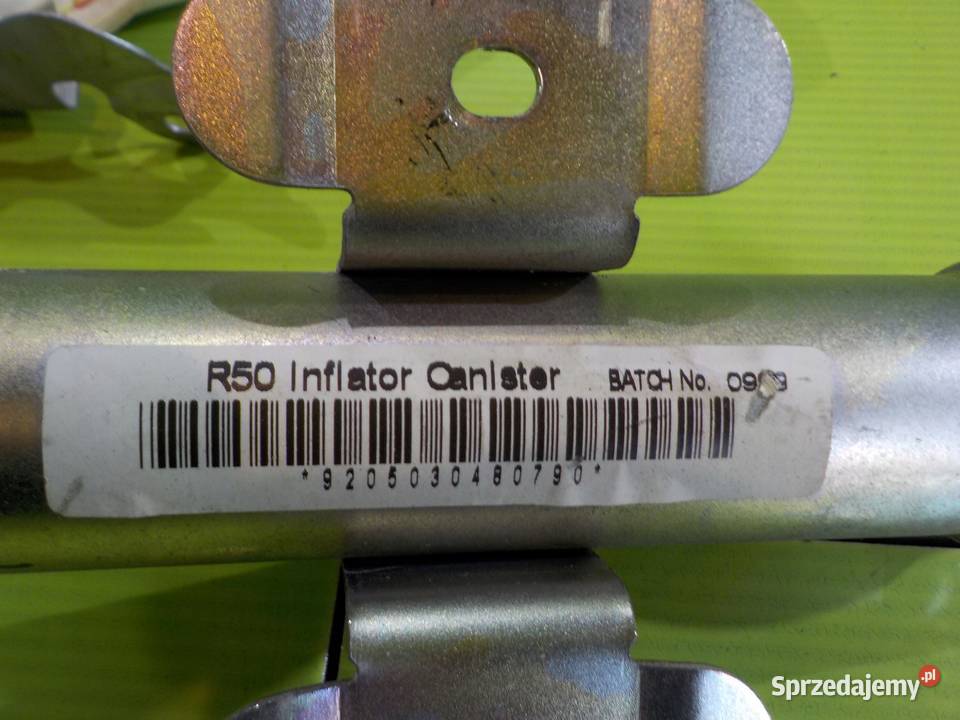 R50 Inflator Canister BATCH No.
*9205030480790*
Sprzedajemy.pl